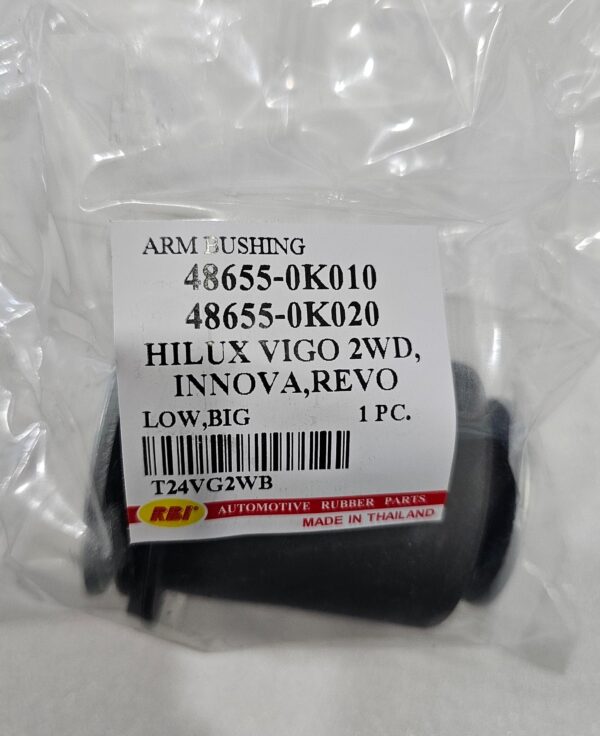 ARM BUSHING
48655-0K010
48655-0K020
HILUX VIGO 2WD,
INNOVA,REVO
LOW,BIG 1 PC.
T24VG2WB
RBI® AUTOMOTIVE RUBBER PARTS
MADE IN THAILAND